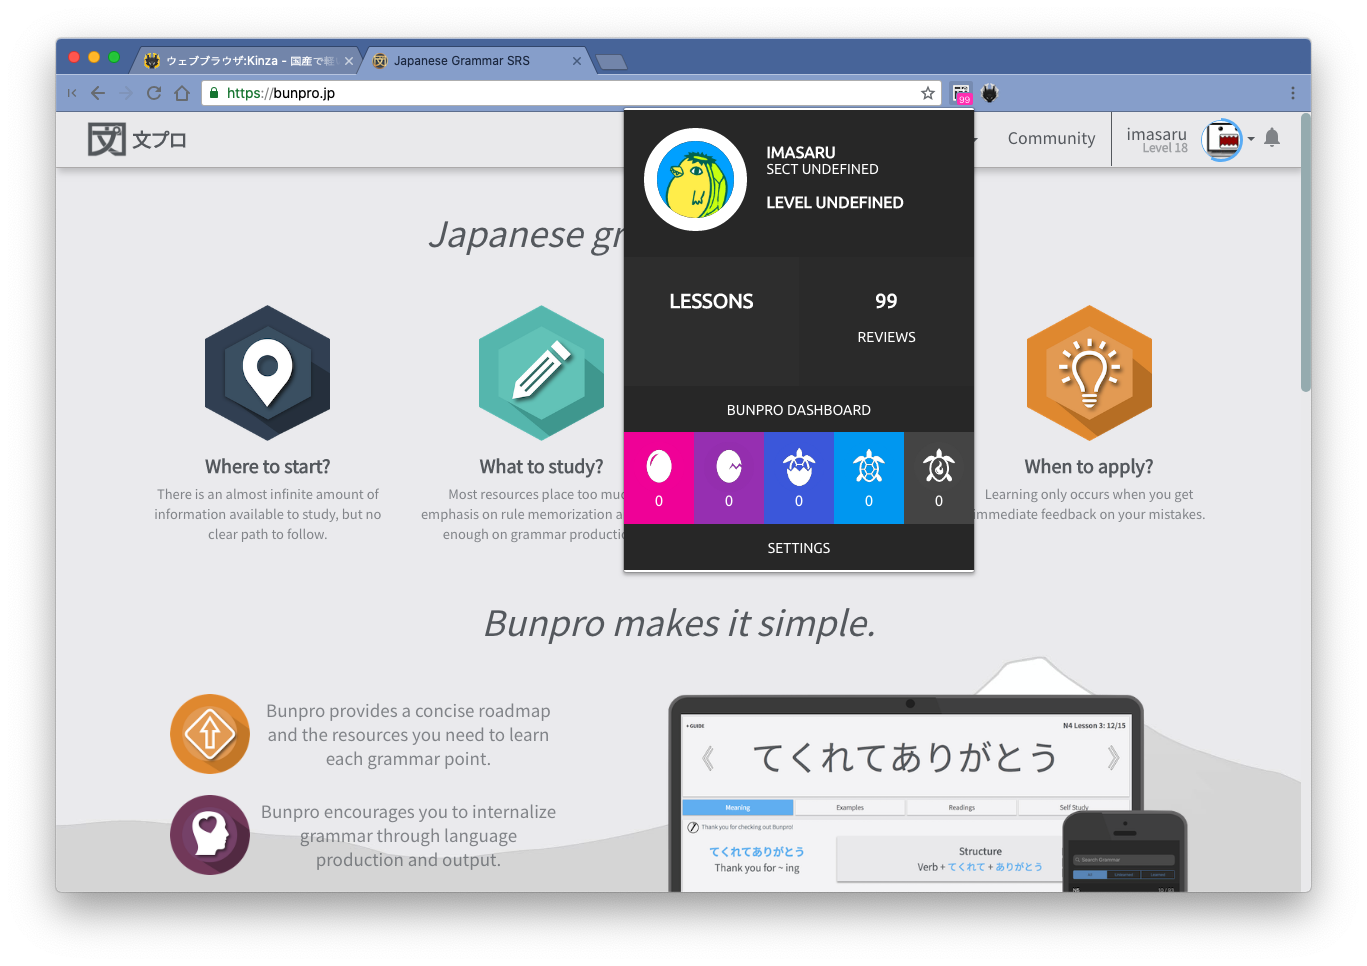 ウェブブラウザ:Kinza - 国産で軽
Japanese Grammar SRS
https://bunpro.jp
99
文プロ
Community
imasaru
Level 18
IMASARU
SECT UNDEFINED
LEVEL UNDEFINED
LESSONS
99
REVIEWS
BUNPRO DASHBOARD
0
0
0
0
0
SETTINGS
Japanese gr
Where to start?
There is an almost infinite amount of
information available to study, but no
clear path to follow.
What to study?
Most resources place too muc
emphasis on rule memorization a
enough on grammar producti
When to apply?
Learning only occurs when you get
immediate feedback on your mistakes.
Bunpro makes it simple.
Bunpro provides a concise roadmap
and the resources you need to learn
each grammar point.
Bunpro encourages you to internalize
grammar through language
production and output.
+ GUIDE
N4 Lesson 3: 12/15
《 てくれてありがとう 》
Meaning
Examples
Readings
Self Study
Thank you for checking out Bunpro!
てくれてありがとう
Thank you for ~ ing
Structure
Verb + てくれて + ありがとう
Search Grammar
All
N5